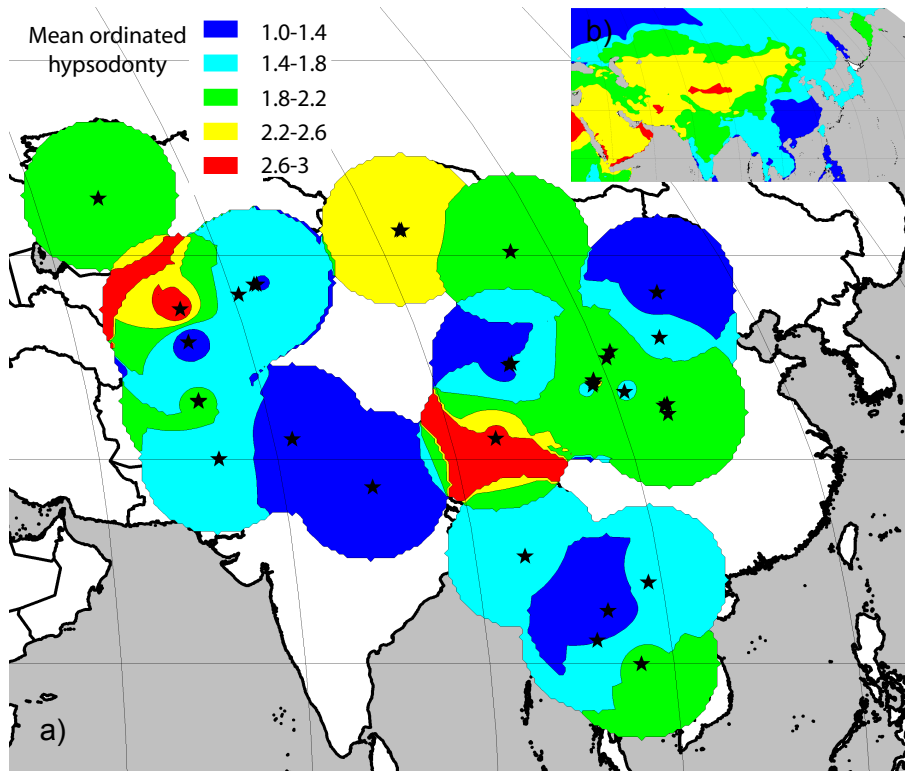 Mean ordinated
hypsodonty
1.0-1.4
1.4-1.8
1.8-2.2
2.2-2.6
2.6-3
b)
a)